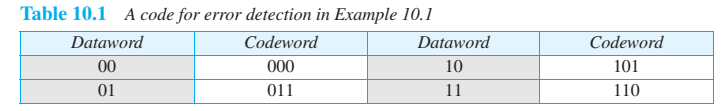 Table 10.1 A code for error detection in Example 10.1
Dataword Codeword Dataword Codeword
00 000 10 101
01 011 11 110